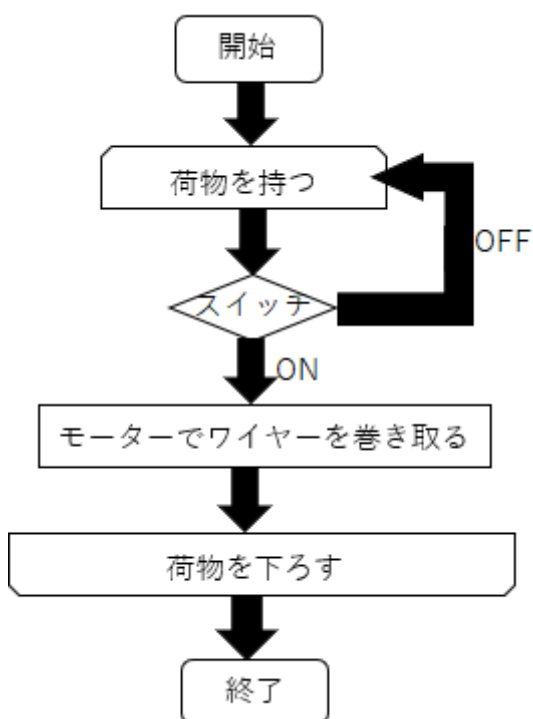 開始
荷物を持つ
OFF
スイッチ
ON
モーターでワイヤーを巻き取る
荷物を下ろす
終了